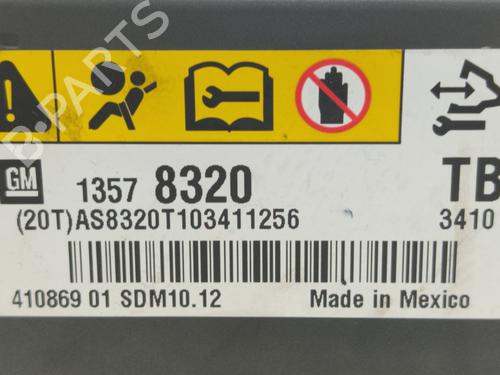 B-PARTS
GM 1357 8320 TB
(20T)AS8320T103411256 3410
410869 01 SDM10.12 Made in Mexico